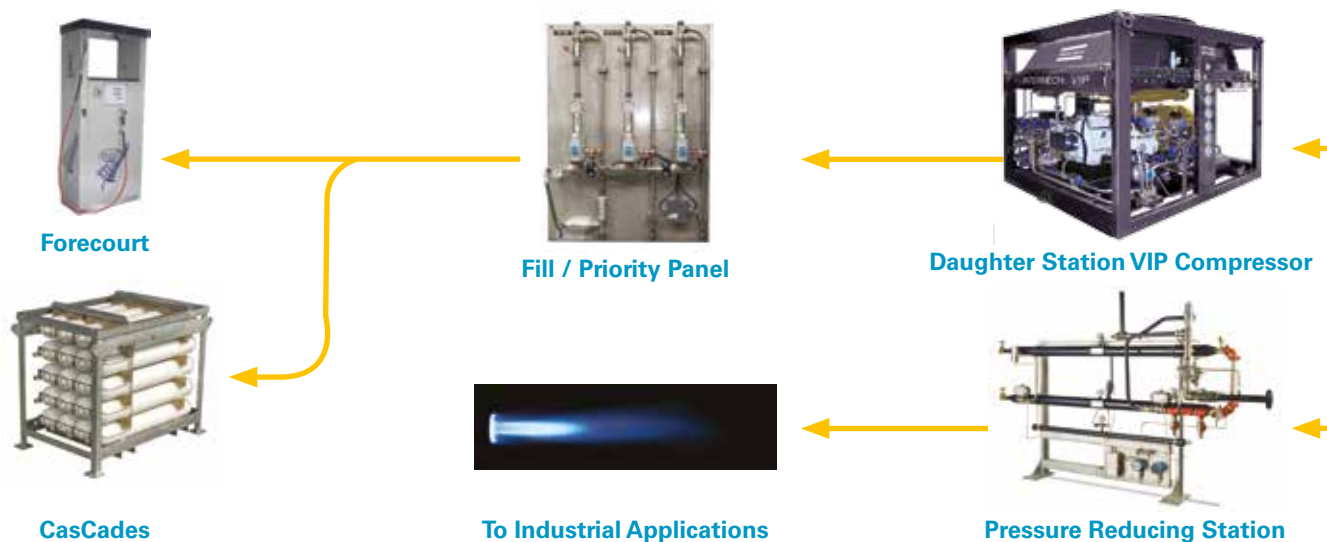 Forecourt
Fill / Priority Panel
Daughter Station VIP Compressor
CasCades
To Industrial Applications
Pressure Reducing Station